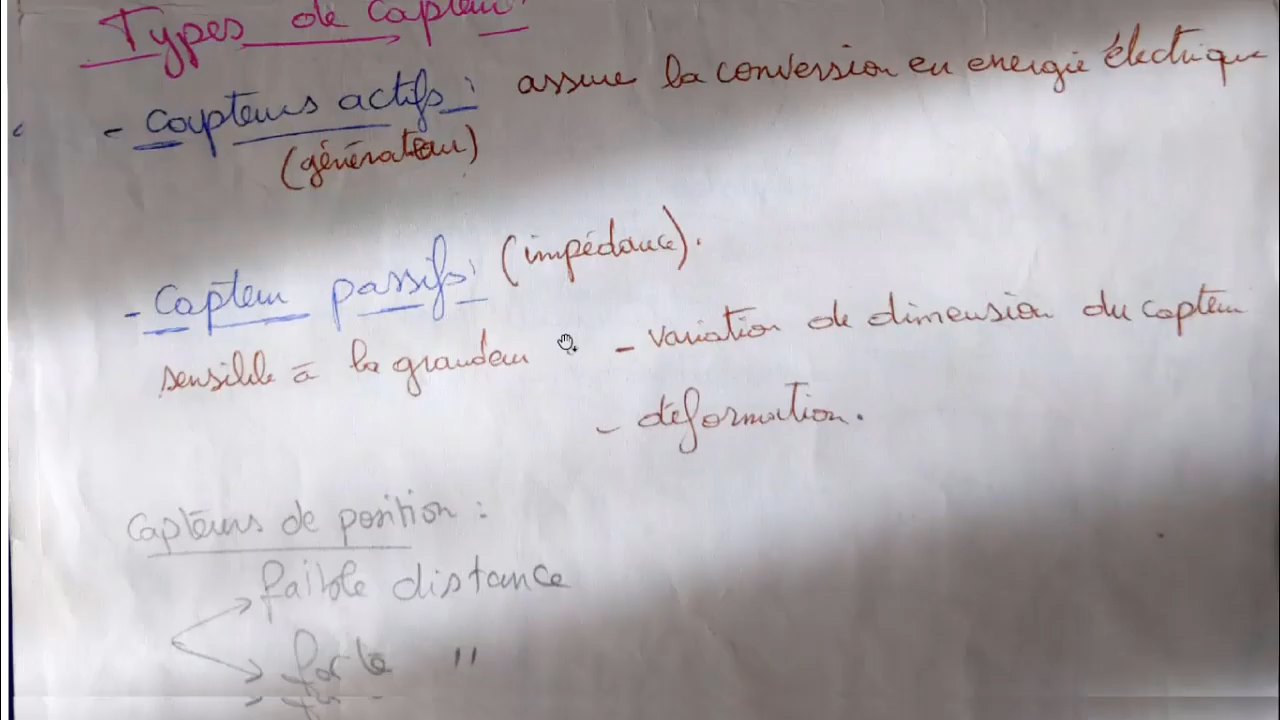 Types de Capteur
- Capteurs actifs : assure la conversion en energie électrique
(générateur)
- Capteur passifs : (impédance).
sensible à la grandeur - variation de dimension du capteur
- déformation.
Capteurs de position :
faible distance
forte "